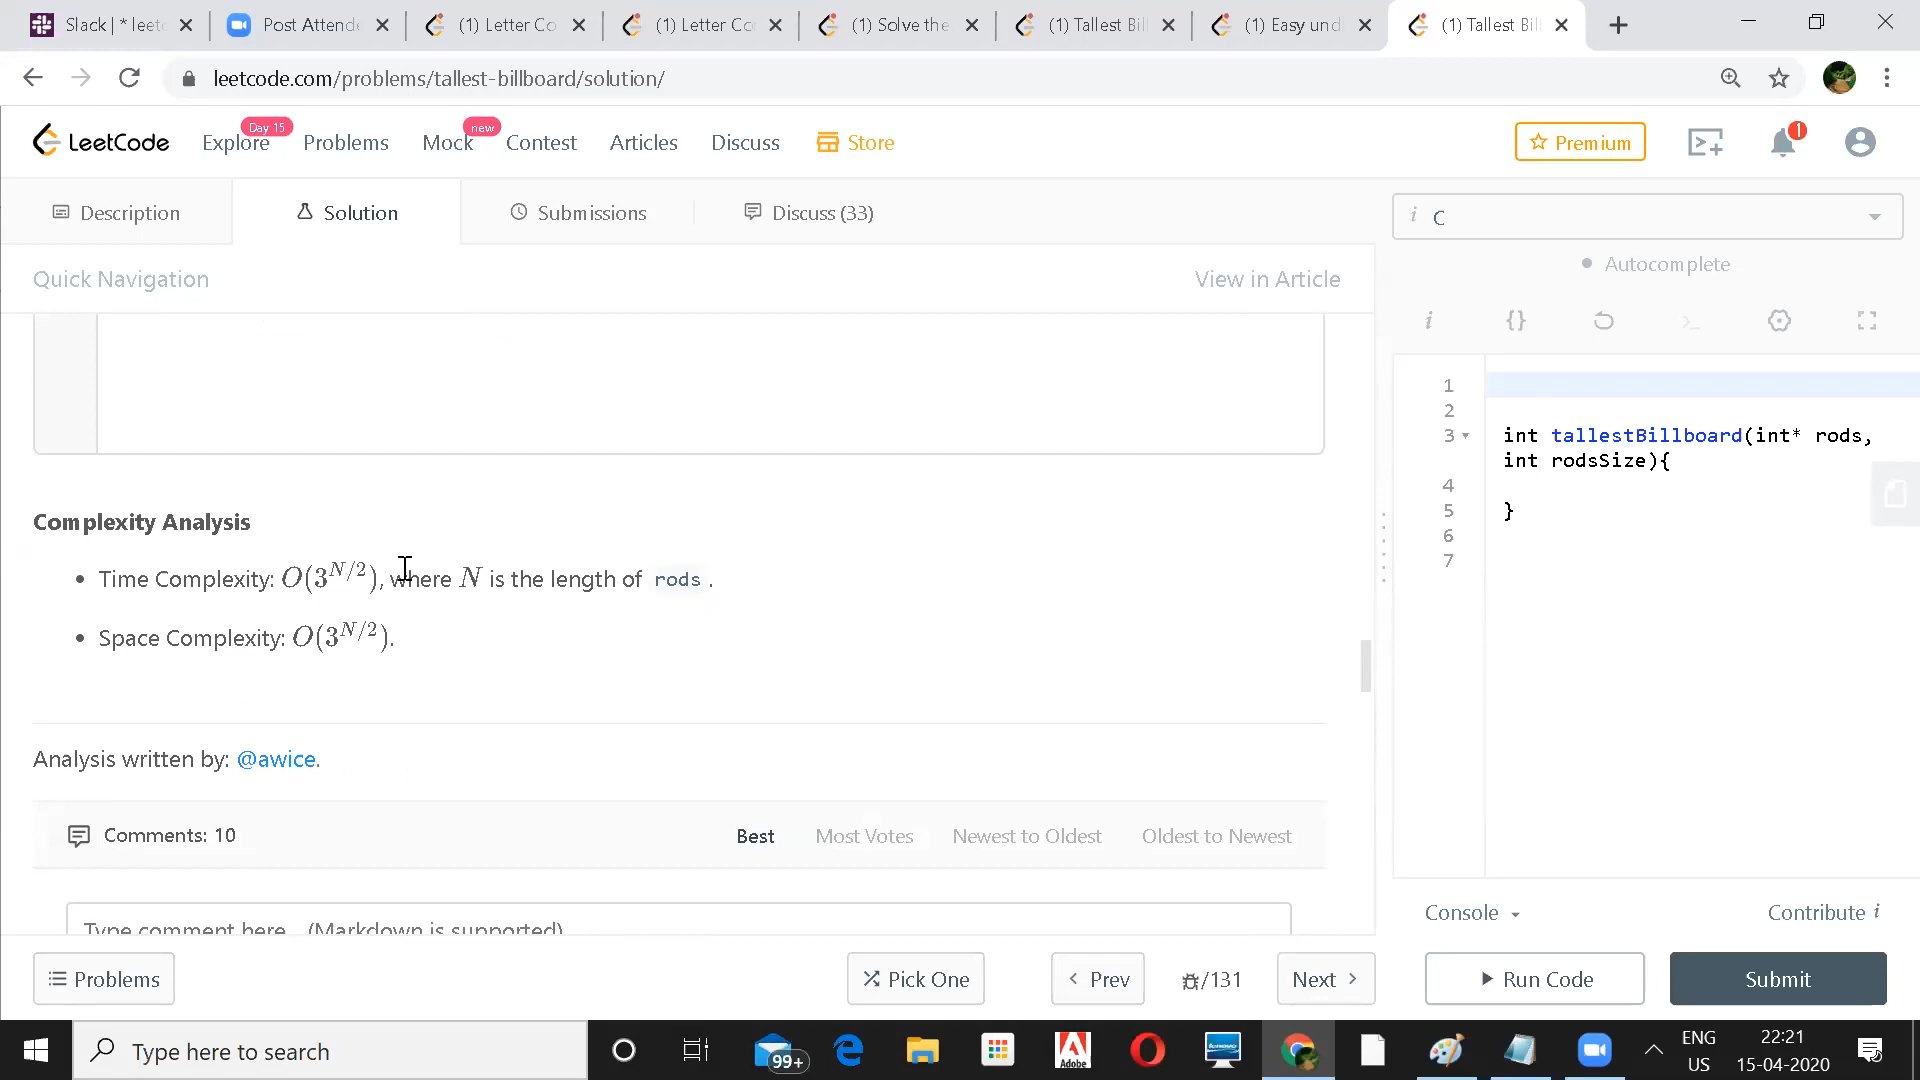 Slack | * leet
Post Attende
(1) Letter Co
(1) Letter Cor
(1) Solve the
(1) Tallest Bil
(1) Easy und
(1) Tallest Bil
leetcode.com/problems/tallest-billboard/solution/
LeetCode
Explore
Day 15
Problems
Mock
new
Contest
Articles
Discuss
Store
Premium
1
Description
Solution
Submissions
Discuss (33)
i C
Quick Navigation
View in Article
Autocomplete
i {}
1
2
3 int tallestBillboard(int* rods,
int rodsSize){
4
5 }
6
7
Complexity Analysis
• Time Complexity: O(3^{N/2}), where N is the length of rods .
• Space Complexity: O(3^{N/2}).
Analysis written by: @awice.
Comments: 10
Best
Most Votes
Newest to Oldest
Oldest to Newest
Type comment here... (Markdown is supported)
Console
Contribute i
Problems
Pick One
< Prev
/131
Next >
Run Code
Submit
Type here to search
99+
Adobe
Lenovo
ENG
US
22:21
15-04-2020